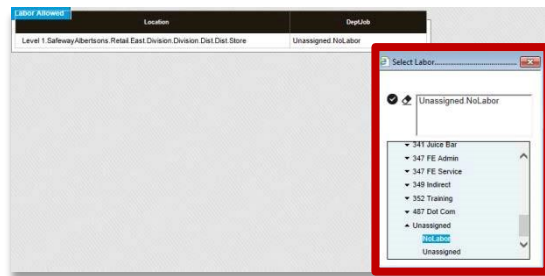 Labor Allowed
Location DeptJob
Level 1.SafewayAlbertsons.Retail East.Division.Division.Dist.Dist.Store Unassigned.NoLabor
Select Labor...
Unassigned.NoLabor
341 Juice Bar
347 FE Admin
347 FE Service
349 Indirect
352 Training
487 Dot Com
Unassigned
NoLabor
Unassigned